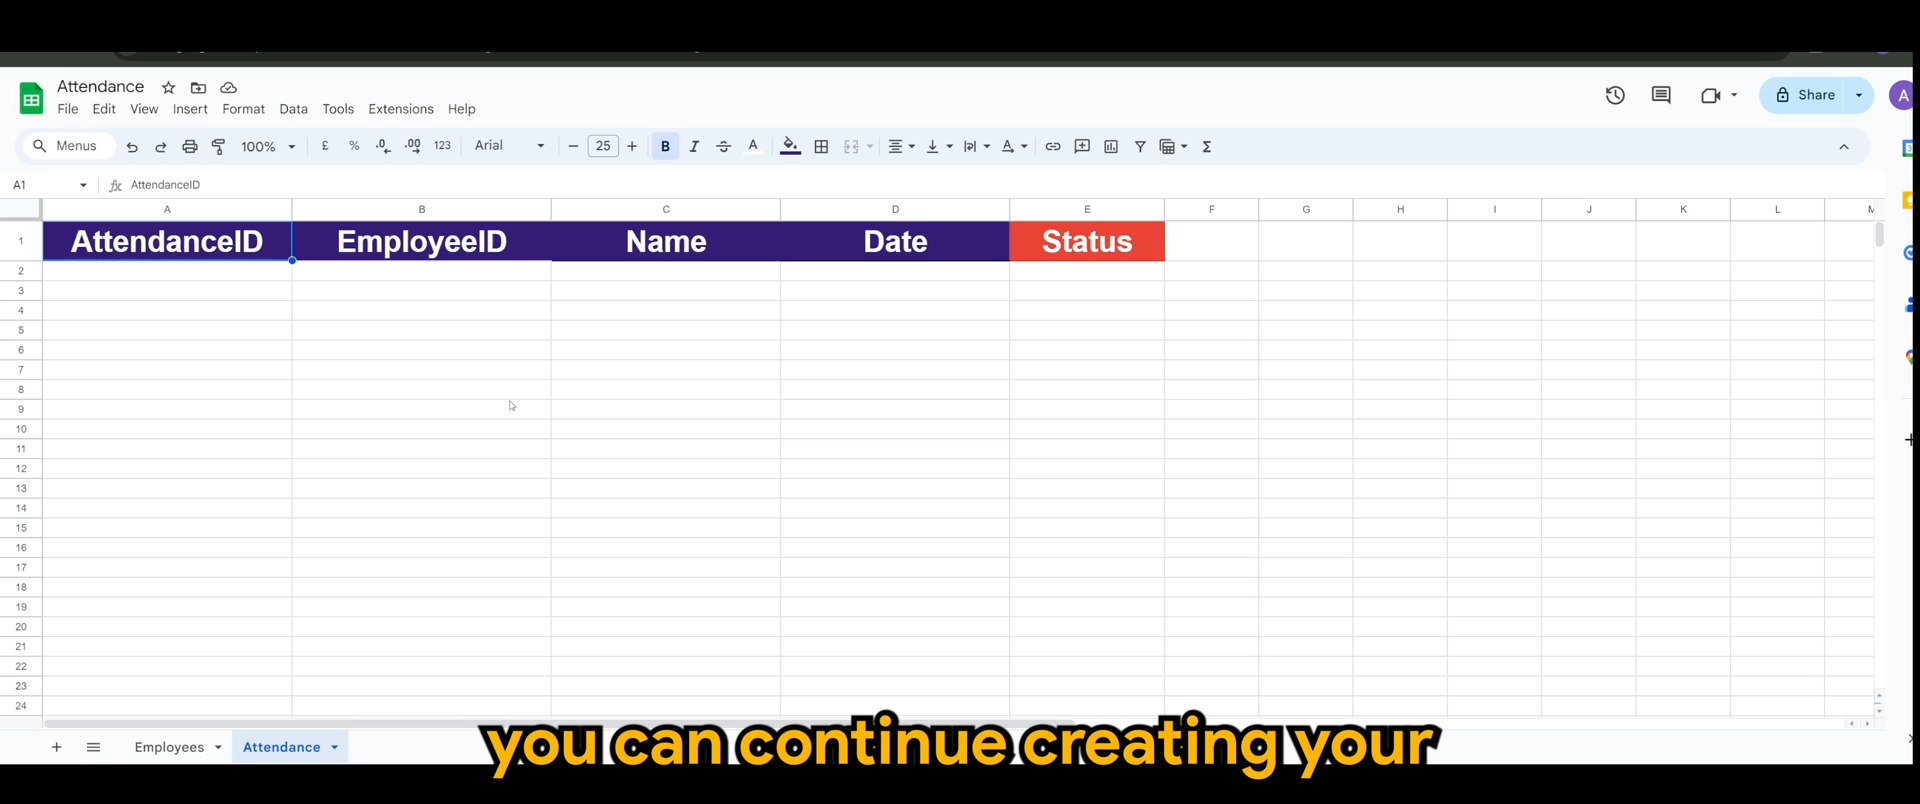 Attendance
File Edit View Insert Format Data Tools Extensions Help
Share
A
Menus 100% £ % .0 .00 123 Arial 25 B I A Σ
A1 fx AttendanceID
A B C D E F G H I J K L
1 AttendanceID EmployeeID Name Date Status
2
3
4
5
6
7
8
9
10
11
12
13
14
15
16
17
18
19
20
21
22
23
24
Employees Attendance
you can continue creating your